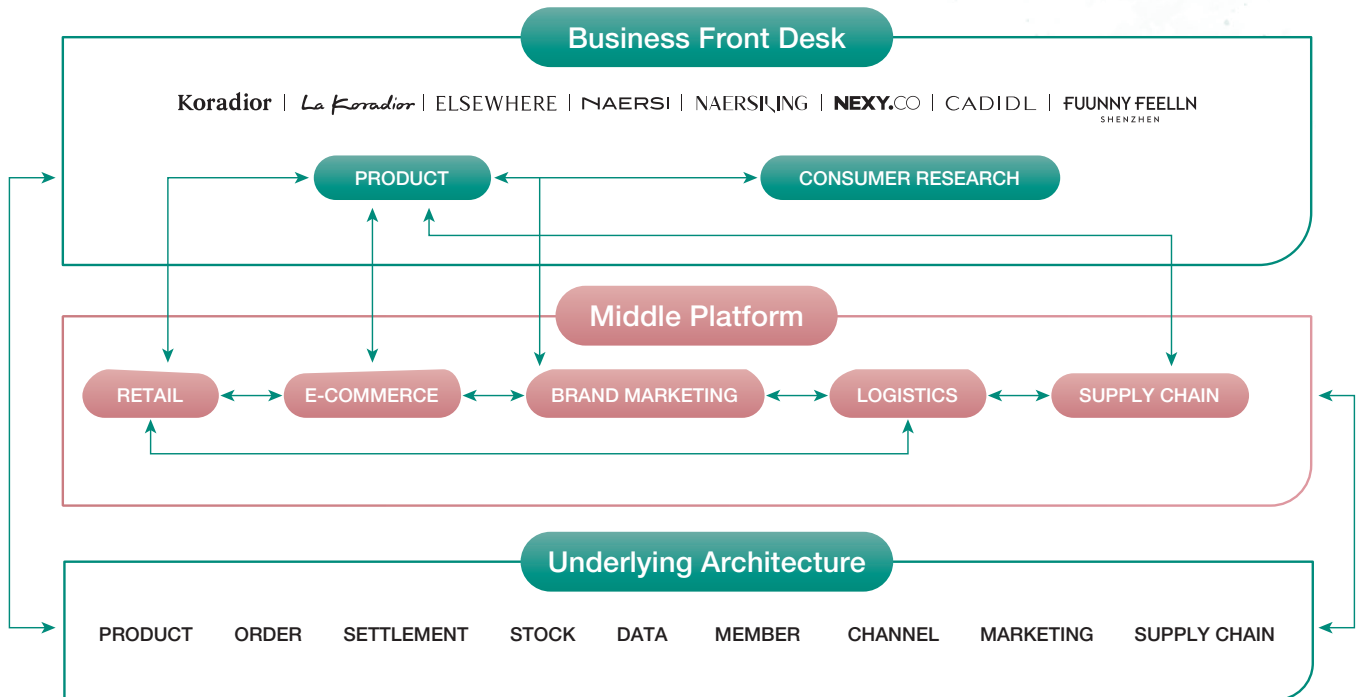 Business Front Desk
Koradior | La Koradior | ELSEWHERE | NAERSI | NAERSILING | NEXY.CO | CADIDL | FUUNNY FEELLN
SHENZHEN
PRODUCT CONSUMER RESEARCH
Middle Platform
RETAIL E-COMMERCE BRAND MARKETING LOGISTICS SUPPLY CHAIN
Underlying Architecture
PRODUCT ORDER SETTLEMENT STOCK DATA MEMBER CHANNEL MARKETING SUPPLY CHAIN